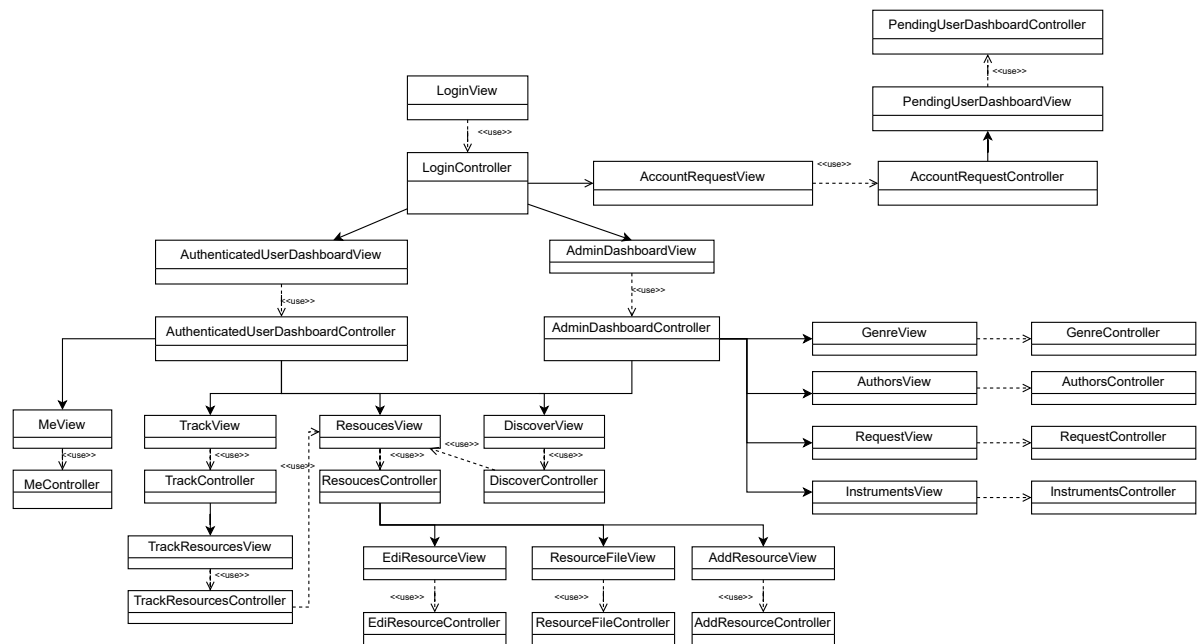 PendingUserDashboardController
<<use>>
LoginView
PendingUserDashboardView
<<use>>
LoginController
<<use>>
AccountRequestView
AccountRequestController
AuthenticatedUserDashboardView
AdminDashboardView
<<use>>
<<use>>
AuthenticatedUserDashboardController
AdminDashboardController
GenreView
GenreController
AuthorsView
AuthorsController
MeView
TrackView
ResoucesView
DiscoverView
RequestView
RequestController
<<use>>
<<use>>
<<use>>
<<use>>
<<use>>
<<use>>
MeController
TrackController
ResoucesController
DiscoverController
InstrumentsView
InstrumentsController
TrackResourcesView
EdiResourceView
ResourceFileView
AddResourceView
<<use>>
TrackResourcesController
<<use>>
<<use>>
<<use>>
EdiResourceController
ResourceFileController
AddResourceController